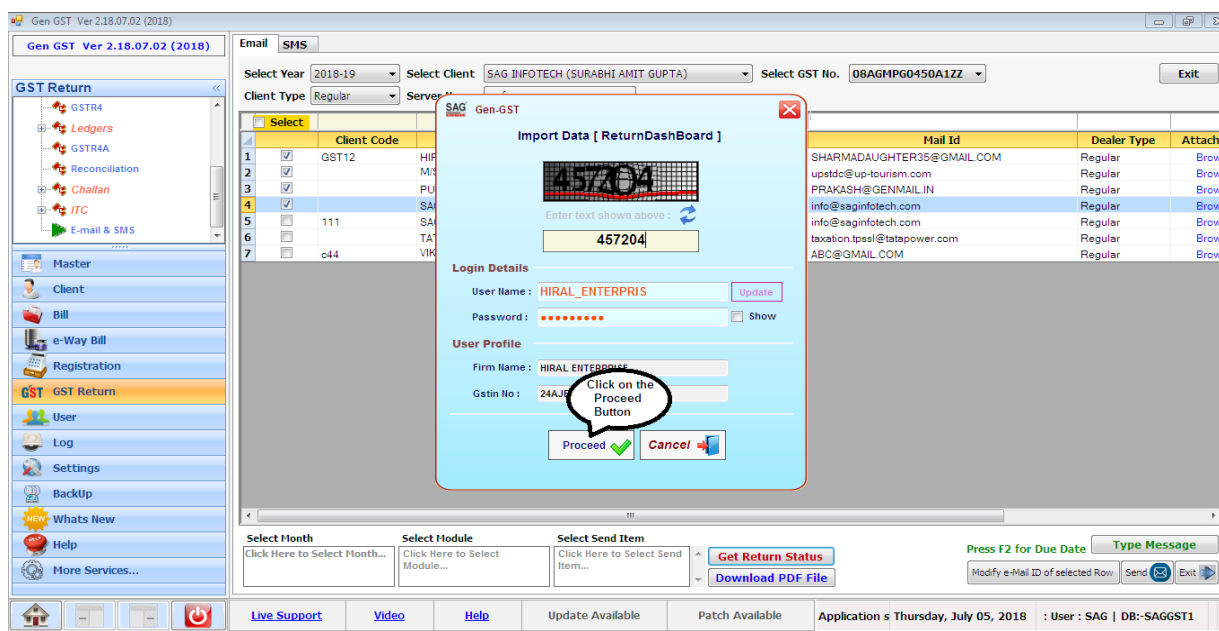 Gen GST Ver 2.18.07.02 (2018)
Gen GST Ver 2.18.07.02 (2018)
GST Return
GSTR4
Ledgers
GSTR4A
Reconciliation
Challan
ITC
E-mail & SMS
Master
Client
Bill
e-Way Bill
Registration
GST GST Return
User
Log
Settings
BackUp
NEW Whats New
Help
More Services...
Email SMS
Select Year 2018-19 Select Client SAG INFOTECH (SURABHI AMIT GUPTA) Select GST No. 08AGMPG0450A1ZZ Exit
Client Type Regular
Select
Client Code Mail Id Dealer Type Attach
1 GST12 HIF SHARMADAUGHTER35@GMAIL.COM Regular Brow
2 M/S upstdc@up-tourism.com Regular Brow
3 PU PRAKASH@GENMAIL.IN Regular Brow
4 SA info@saginfotech.com Regular Brow
5 111 SA info@saginfotech.com Regular Brow
6 TAT taxation.tpssl@tatapower.com Regular Brow
7 c44 VIK ABC@GMAIL.COM Regular Brow
SAG Gen-GST
Import Data [ ReturnDashBoard ]
457204
Enter text shown above :
457204
Login Details
User Name : HIRAL_ENTERPRIS Update
Password : ●●●●●●●●● Show
User Profile
Firm Name : HIRAL ENTERPRISE
Gstin No : 24AJ
Click on the
Proceed
Button
Proceed Cancel
Select Month Select Module Select Send Item
Click Here to Select Month... Click Here to Select Module... Click Here to Select Send Item...
Get Return Status
Download PDF File
Press F2 for Due Date Type Message
Modify e-Mail ID of selected Row Send Exit
Live Support Video Help Update Available Patch Available Application s Thursday, July 05, 2018 : User : SAG | DB:-SAGGST1